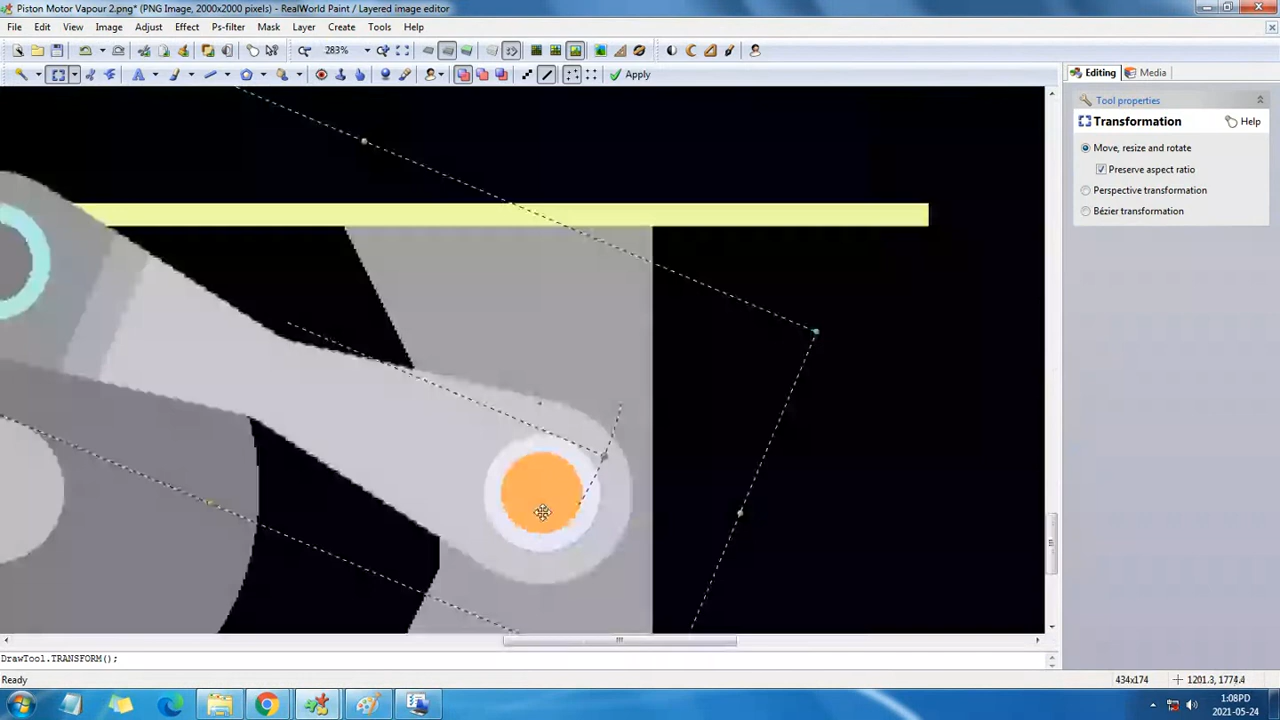 Piston Motor Vapour 2.png* (PNG Image, 2000x2000 pixels) - RealWorld Paint / Layered image editor
File Edit View Image Adjust Effect Ps-filter Mask Layer Create Tools Help
283%
Apply
Editing Media
Tool properties
Transformation Help
Move, resize and rotate
Preserve aspect ratio
Perspective transformation
Bézier transformation
DrawTool.TRANSFORM();
Ready 434x174 1201.3, 1774.4
1:08PD
2021-05-24